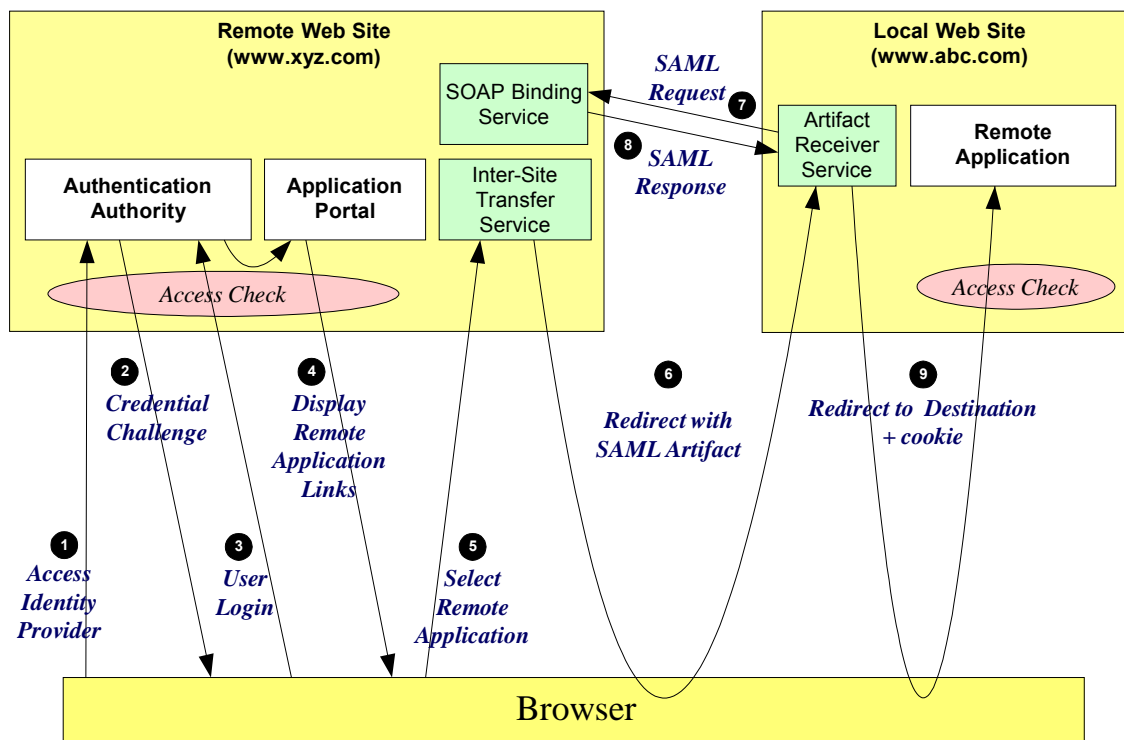 Remote Web Site
(www.xyz.com)
Local Web Site
(www.abc.com)
SOAP Binding
Service
SAML
Request
7
8
SAML
Response
Artifact
Receiver
Service
Remote
Application
Authentication
Authority
Application
Portal
Inter-Site
Transfer
Service
Access Check
Access Check
2
Credential
Challenge
4
Display
Remote
Application
Links
6
Redirect with
SAML Artifact
9
Redirect to Destination
+ cookie
1
Access
Identity
Provider
3
User
Login
5
Select
Remote
Application
Browser